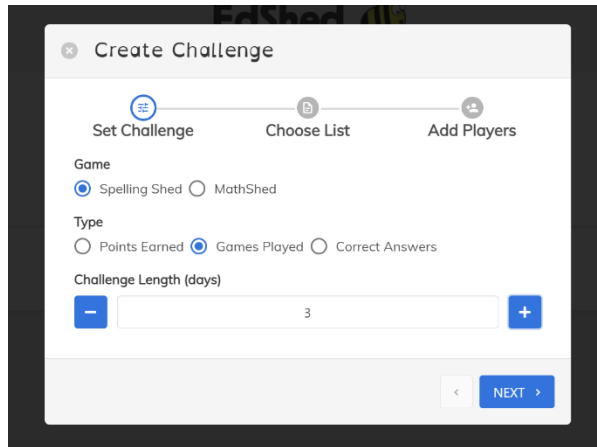 EdShed
Create Challenge
Set Challenge Choose List Add Players
Game
Spelling Shed MathShed
Type
Points Earned Games Played Correct Answers
Challenge Length (days)
3
NEXT